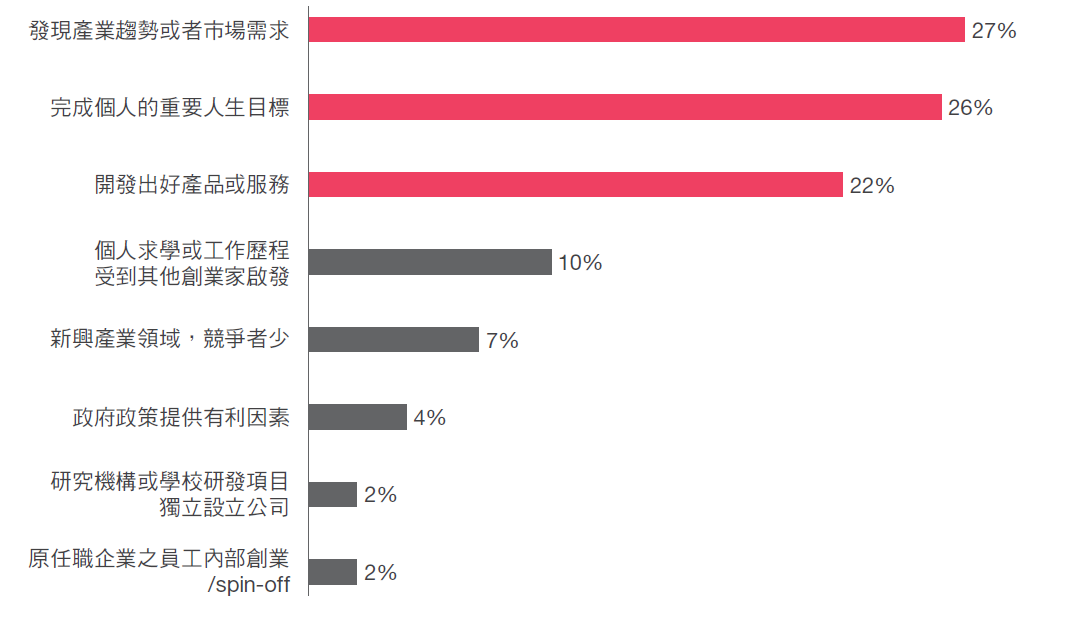 發現產業趨勢或者市場需求 27%
完成個人的重要人生目標 26%
開發出好產品或服務 22%
個人求學或工作歷程
受到其他創業家啟發 10%
新興產業領域，競爭者少 7%
政府政策提供有利因素 4%
研究機構或學校研發項目
獨立設立公司 2%
原任職企業之員工內部創業
/spin-off 2%